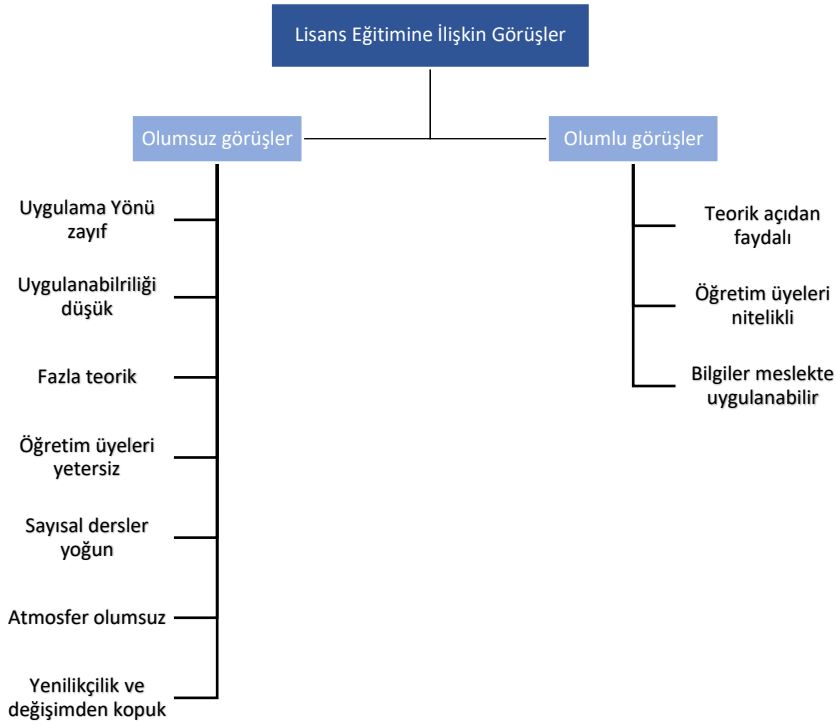 Lisans Eğitimine İlişkin Görüşler
Olumsuz görüşler
Uygulama Yönü
zayıf
Uygulanabilriliği
düşük
Fazla teorik
Öğretim üyeleri
yetersiz
Sayısal dersler
yoğun
Atmosfer olumsuz
Yenilikçilik ve
değişimden kopuk
Olumlu görüşler
Teorik açıdan
faydalı
Öğretim üyeleri
nitelikli
Bilgiler meslekte
uygulanabilir